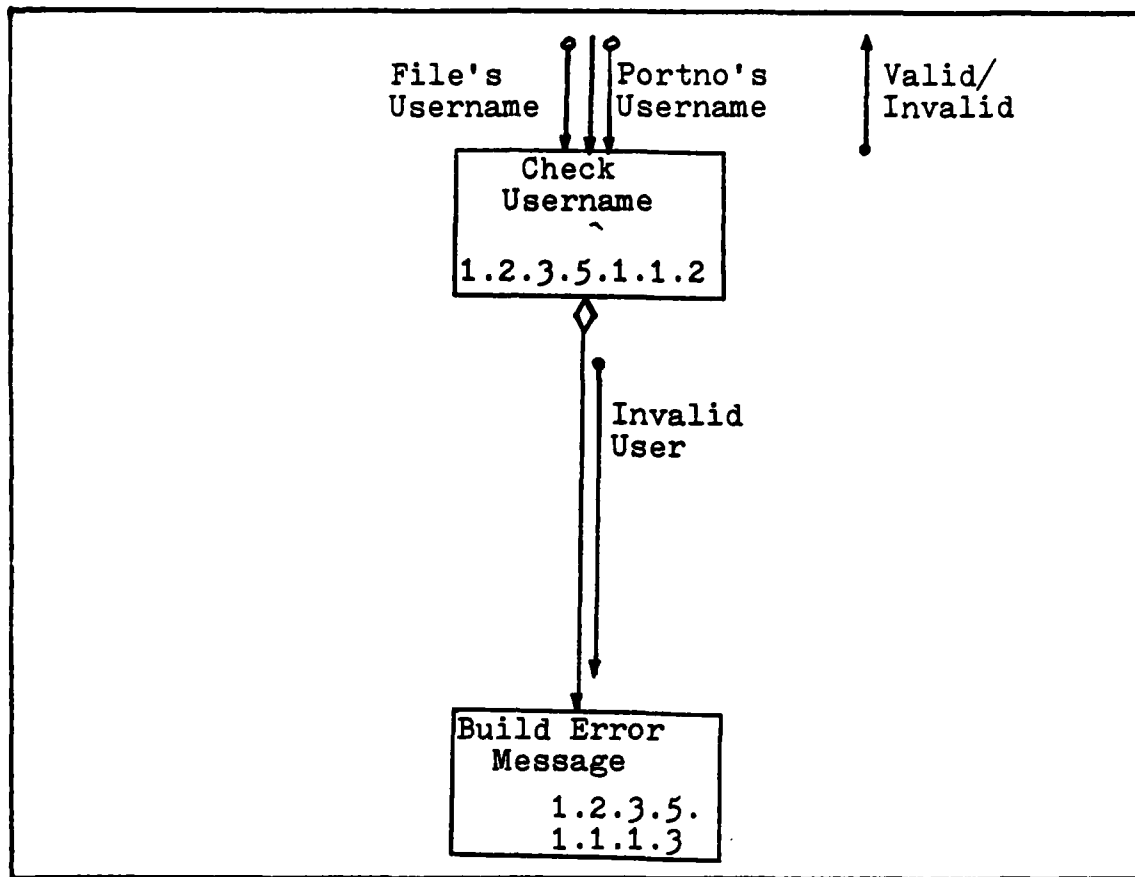 File's
Username
Portno's
Username
Valid/
Invalid
Check
Username
1.2.3.5.1.1.2
Invalid
User
Build Error
Message
1.2.3.5.
1.1.1.3